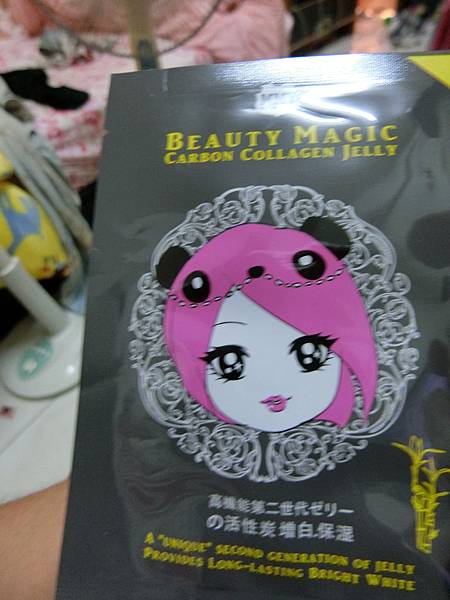 BEAUTY MAGIC
CARBON COLLAGEN JELLY
高機能第二世代ゼリー
の活性炭增白.保湿
A "UNIQUE" SECOND GENERATION OF JELLY
PROVIDES LONG-LASTING BRIGHT WHITE